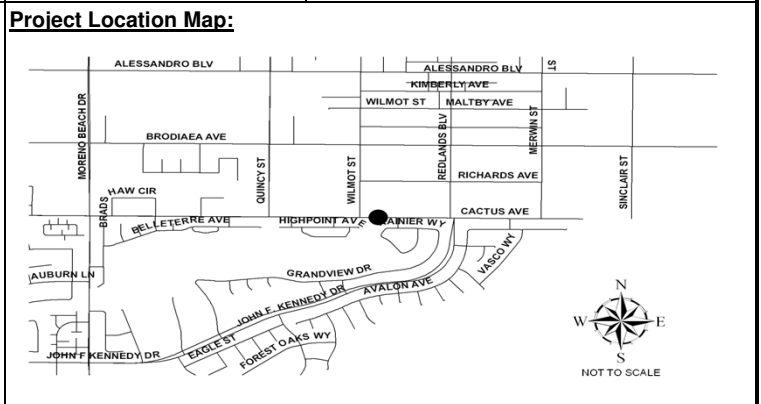 Project Location Map:
ALESSANDRO BLV
ALESSANDRO BLV
ST
KIMBERLY AVE
WILMOT ST
MALTBY AVE
MORENO BEACH DR
BRODIAEA AVE
QUINCY ST
WILMOT ST
REDLANDS BLV
MERWIN ST
SINCLAIR ST
RICHARDS AVE
HAW CIR
BRADS
BELLETERRE AVE
HIGHPOINT AVE
RAINIER WY
CACTUS AVE
AUBURN LN
GRANDVIEW DR
VASCO WY
JOHN F. KENNEDY DR
AVALON AVE
JOHN F KENNEDY DR
EAGLE ST
FOREST OAKS WY
N
W
E
S
NOT TO SCALE